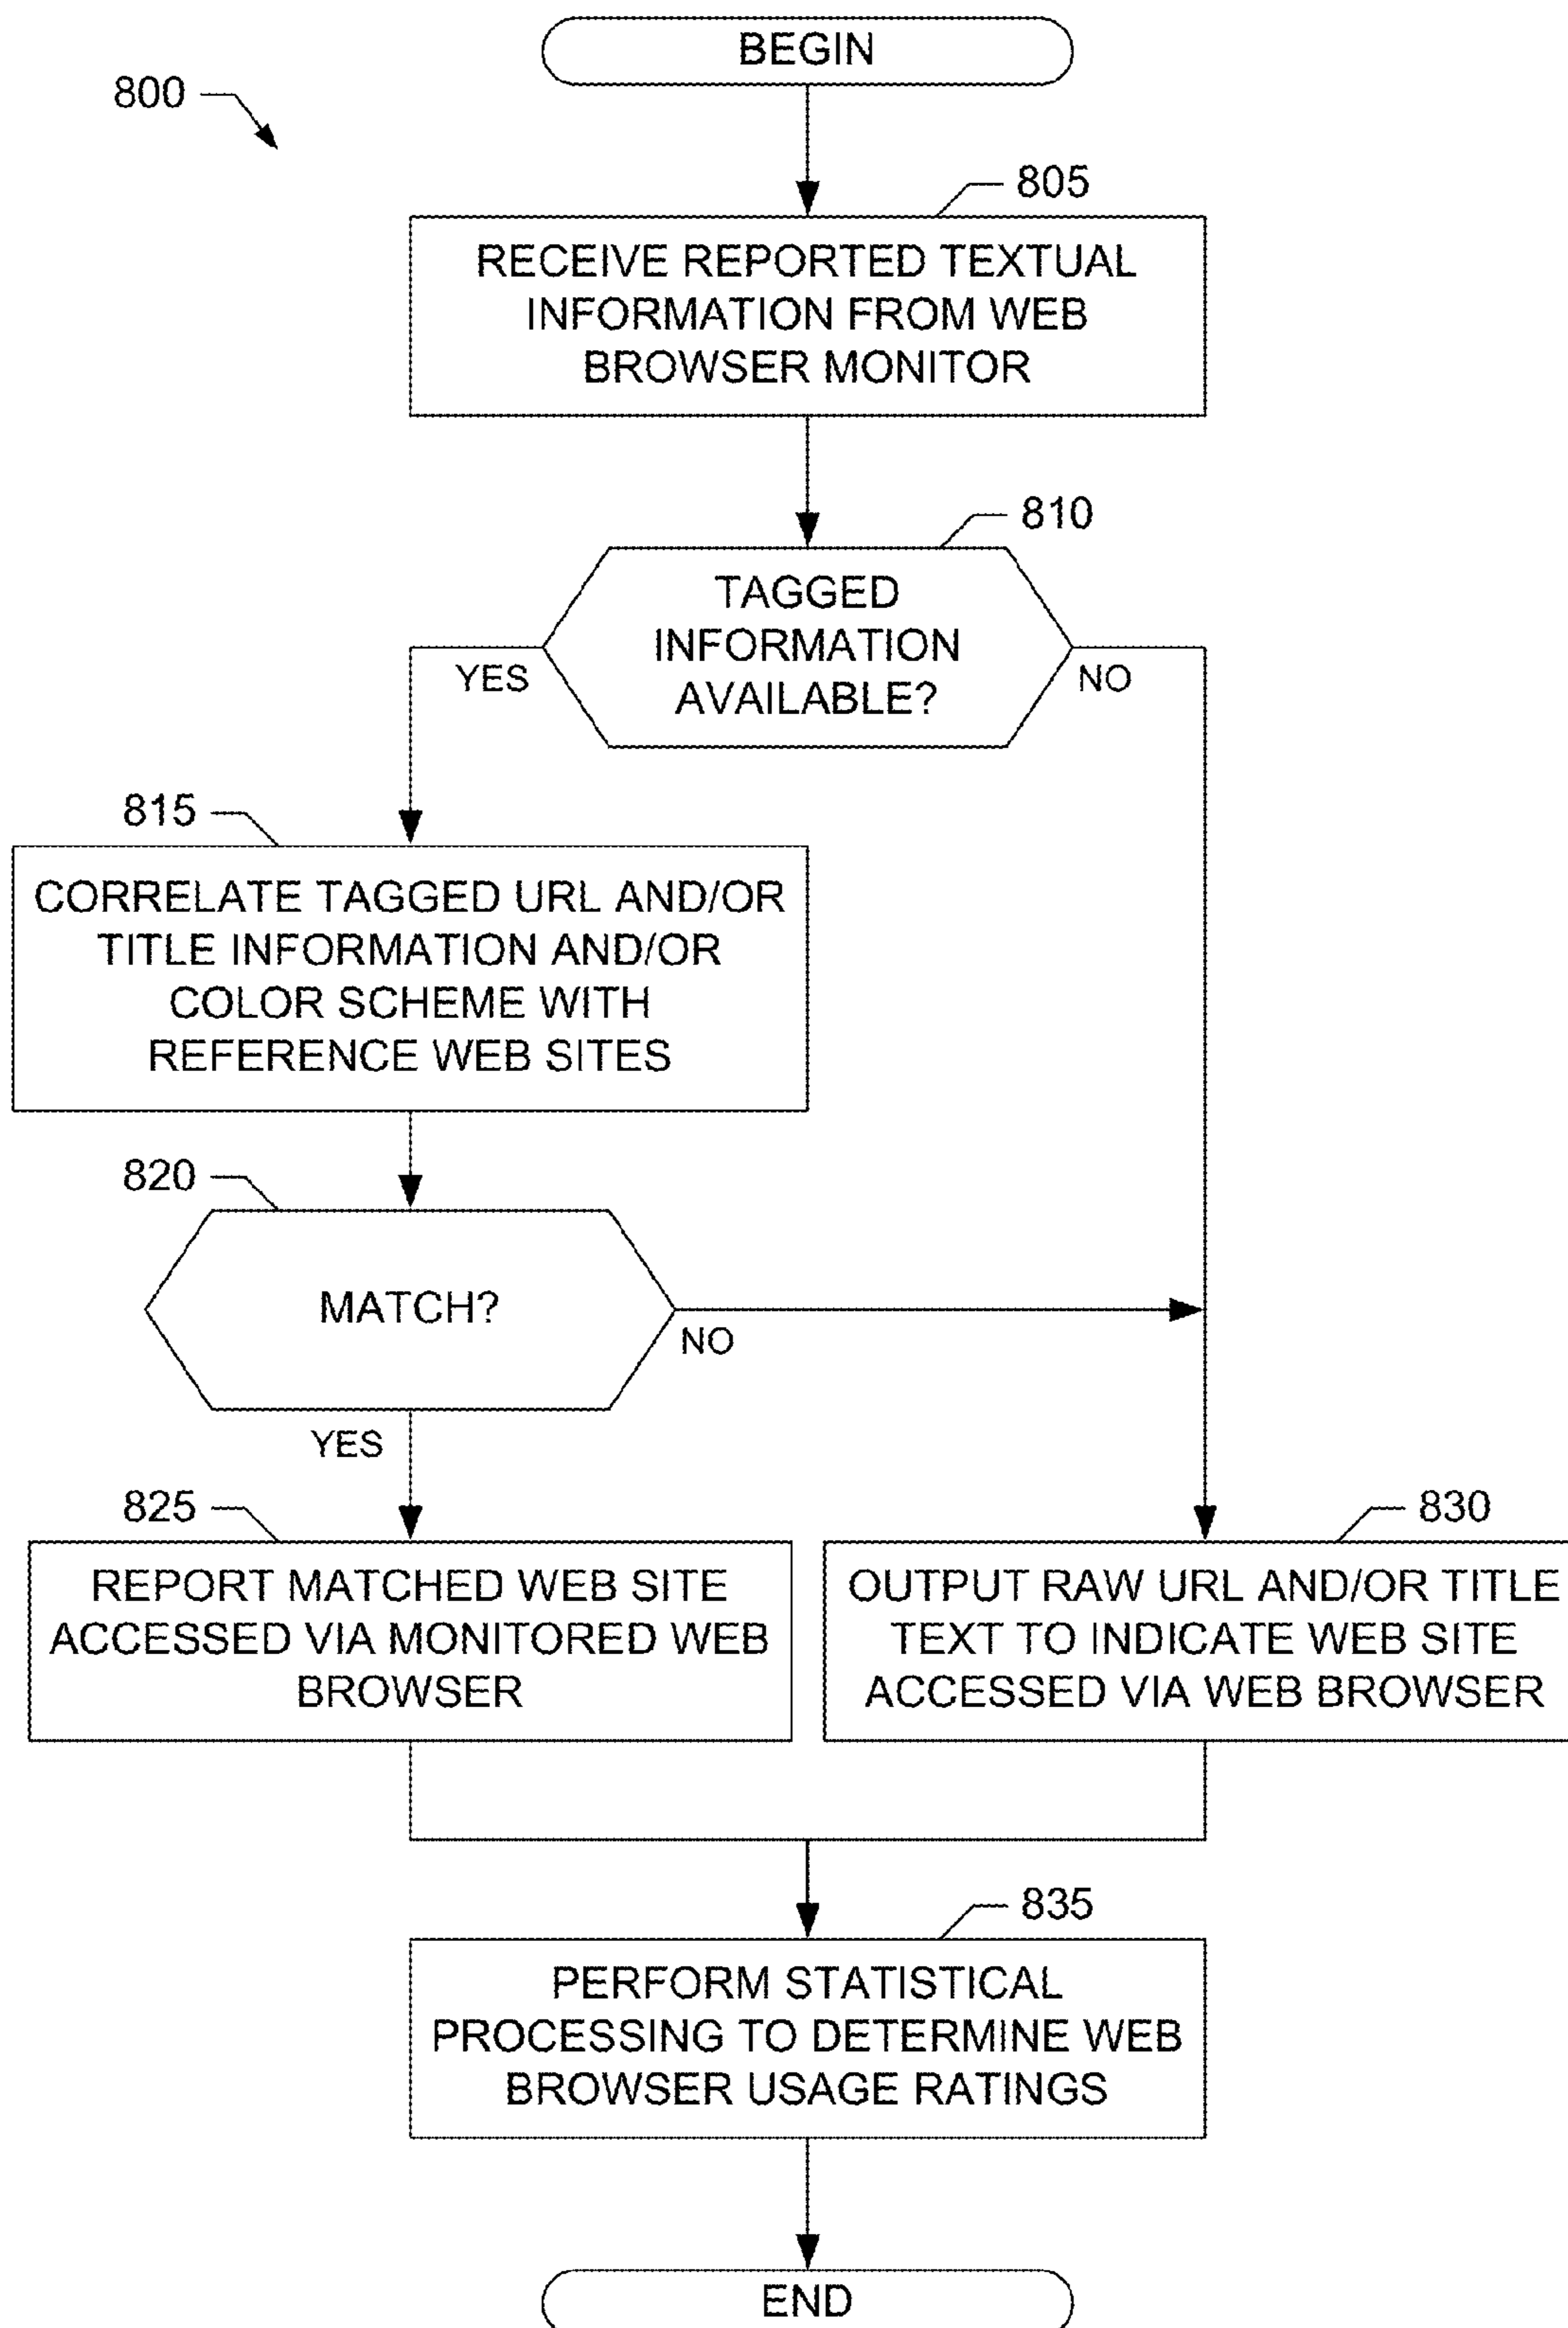 BEGIN
800
805
RECEIVE REPORTED TEXTUAL
INFORMATION FROM WEB
BROWSER MONITOR
810
TAGGED
INFORMATION
AVAILABLE?
YES
NO
815
CORRELATE TAGGED URL AND/OR
TITLE INFORMATION AND/OR
COLOR SCHEME WITH
REFERENCE WEB SITES
820
MATCH?
NO
YES
825
REPORT MATCHED WEB SITE
ACCESSED VIA MONITORED WEB
BROWSER
830
OUTPUT RAW URL AND/OR TITLE
TEXT TO INDICATE WEB SITE
ACCESSED VIA WEB BROWSER
835
PERFORM STATISTICAL
PROCESSING TO DETERMINE WEB
BROWSER USAGE RATINGS
END